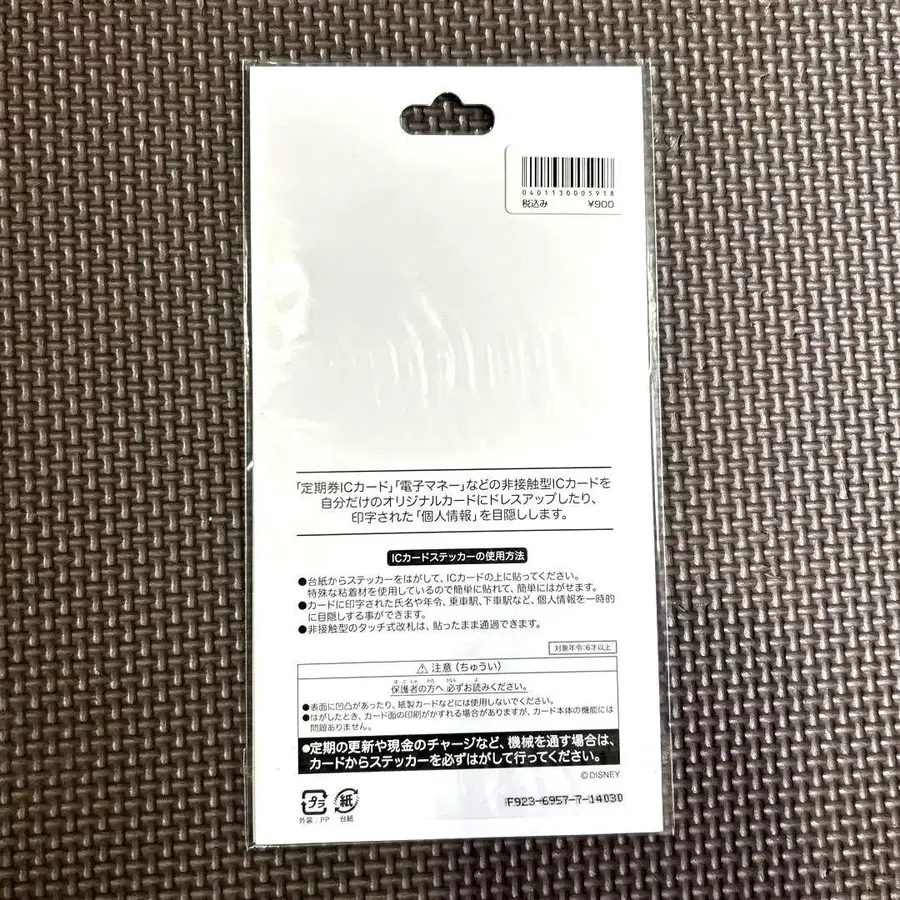 0401130005918
税込み ¥900
「定期券ICカード」「電子マネー」などの非接触型ICカードを
自分だけのオリジナルカードにドレスアップしたり、
印字された「個人情報」を目隠しします。
ICカードステッカーの使用方法
●台紙からステッカーをはがして、ICカードの上に貼ってください。
特殊な粘着材を使用しているので簡単に貼れて、簡単にはがせます。
●カードに印字された氏名や年令、乗車駅、下車駅など、個人情報を一時的
に目隠しする事ができます。
●非接触型のタッチ式改札は、貼ったまま通過できます。
対象年令:6才以上
⚠注意(ちゅうい)
ほごしゃ かた かなら よ
保護者の方へ 必ずお読みください。
●表面に凹凸があったり、紙製カードなどには使用しないでください。
●はがしたとき、カード面の印刷がかすれる場合がありますが、カード本体の機能には
問題ありません。
●定期の更新や現金のチャージなど、機械を通す場合は、
カードからステッカーを必ずはがして行ってください。
©DISNEY
プラ 紙
外装:PP 台紙
F923-6957-7-14030